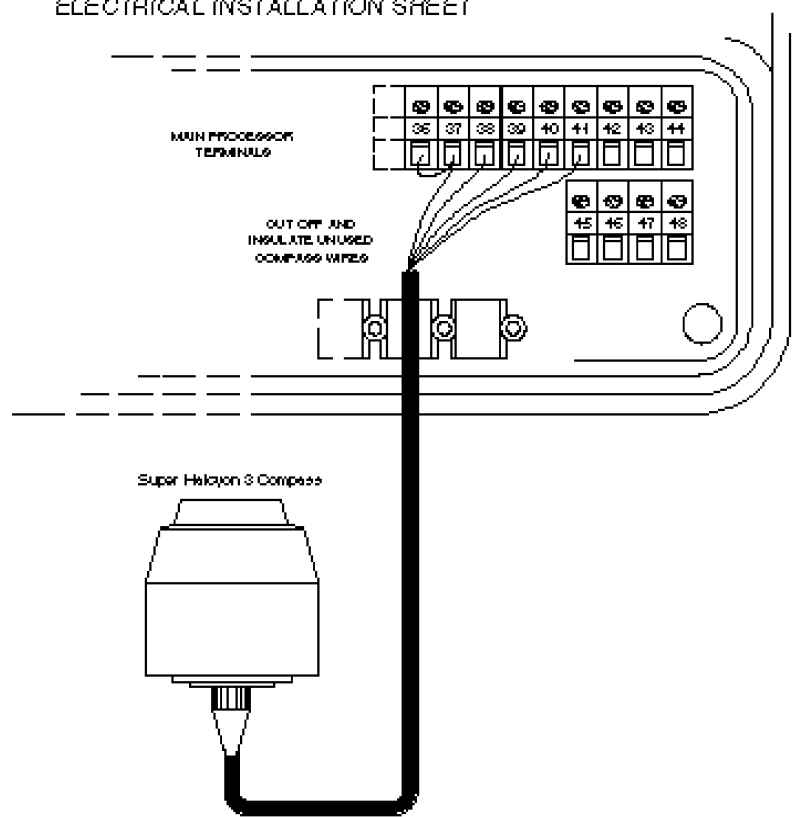 ELECTRICAL INSTALLATION SHEET
36 37 38 39 40 41 42 43 44
MAIN PROCESSOR
TERMINALS
45 46 47 48
CUT OFF AND
INSULATE UNUSED
COMPASS WIRES
Super Halcyon 3 Compass